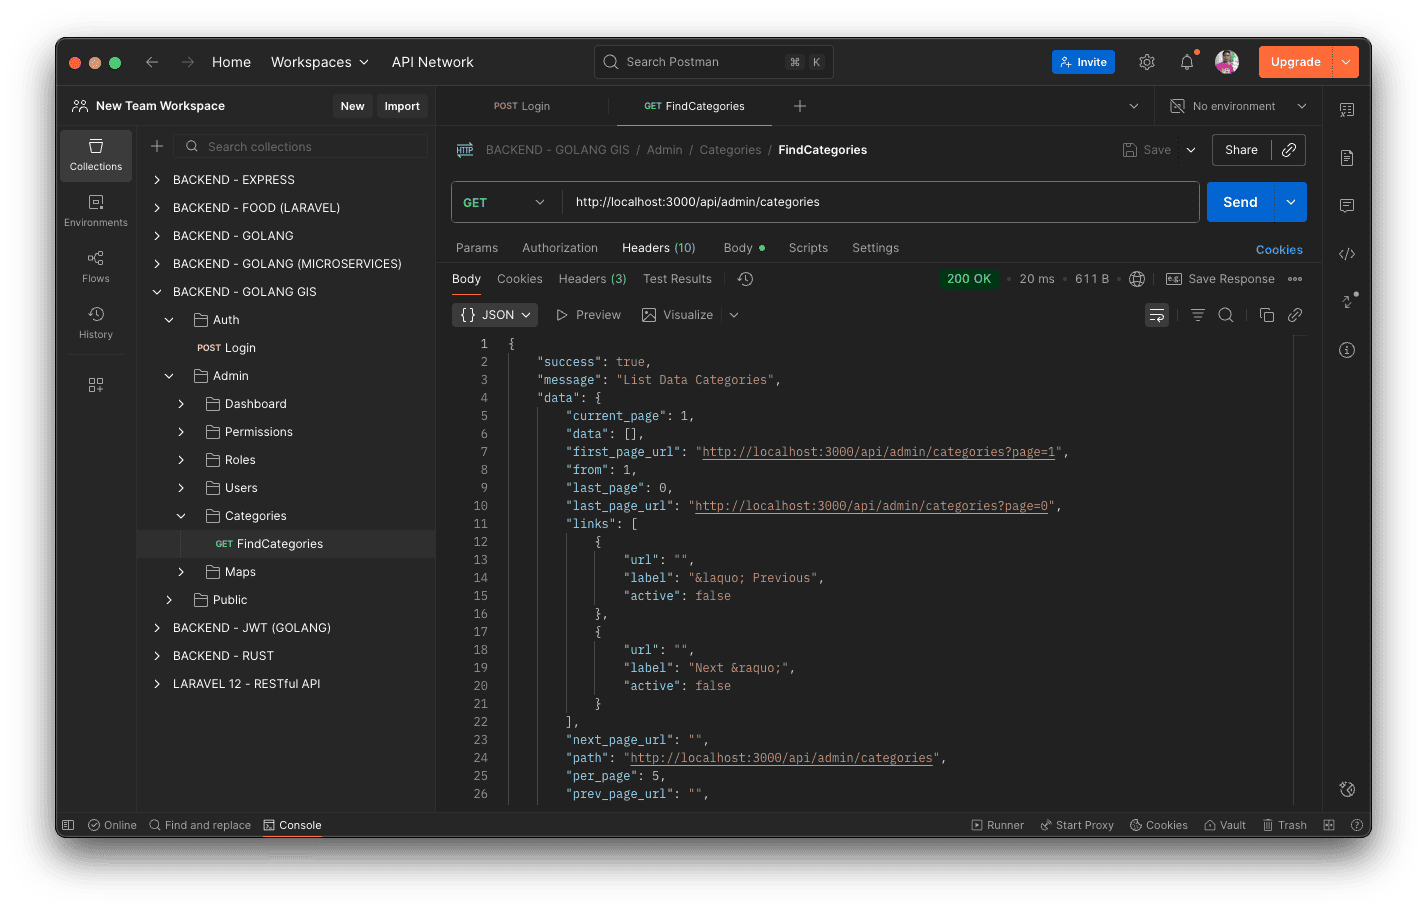 Home
Workspaces
API Network
Search Postman
⌘ K
Invite
Upgrade
New Team Workspace
New
Import
POST Login
GET FindCategories
No environment
Collections
Environments
Flows
History
Search collections
BACKEND - EXPRESS
BACKEND - FOOD (LARAVEL)
BACKEND - GOLANG
BACKEND - GOLANG (MICROSERVICES)
BACKEND - GOLANG GIS
Auth
POST Login
Admin
Dashboard
Permissions
Roles
Users
Categories
GET FindCategories
Maps
Public
BACKEND - JWT (GOLANG)
BACKEND - RUST
LARAVEL 12 - RESTful API
HTTP BACKEND - GOLANG GIS / Admin / Categories / FindCategories
Save
Share
GET http://localhost:3000/api/admin/categories
Send
Params Authorization Headers (10) Body Scripts Settings
Cookies
Body Cookies Headers (3) Test Results
200 OK • 20 ms • 611 B •
e.g. Save Response
{} JSON Preview Visualize
1 {
2 "success": true,
3 "message": "List Data Categories",
4 "data": {
5 "current_page": 1,
6 "data": [],
7 "first_page_url": "http://localhost:3000/api/admin/categories?page=1",
8 "from": 1,
9 "last_page": 0,
10 "last_page_url": "http://localhost:3000/api/admin/categories?page=0",
11 "links": [
12 {
13 "url": "",
14 "label": "&laquo; Previous",
15 "active": false
16 },
17 {
18 "url": "",
19 "label": "Next &raquo;",
20 "active": false
21 }
22 ],
23 "next_page_url": "",
24 "path": "http://localhost:3000/api/admin/categories",
25 "per_page": 5,
26 "prev_page_url": "",
Online
Find and replace
Console
Runner
Start Proxy
Cookies
Vault
Trash